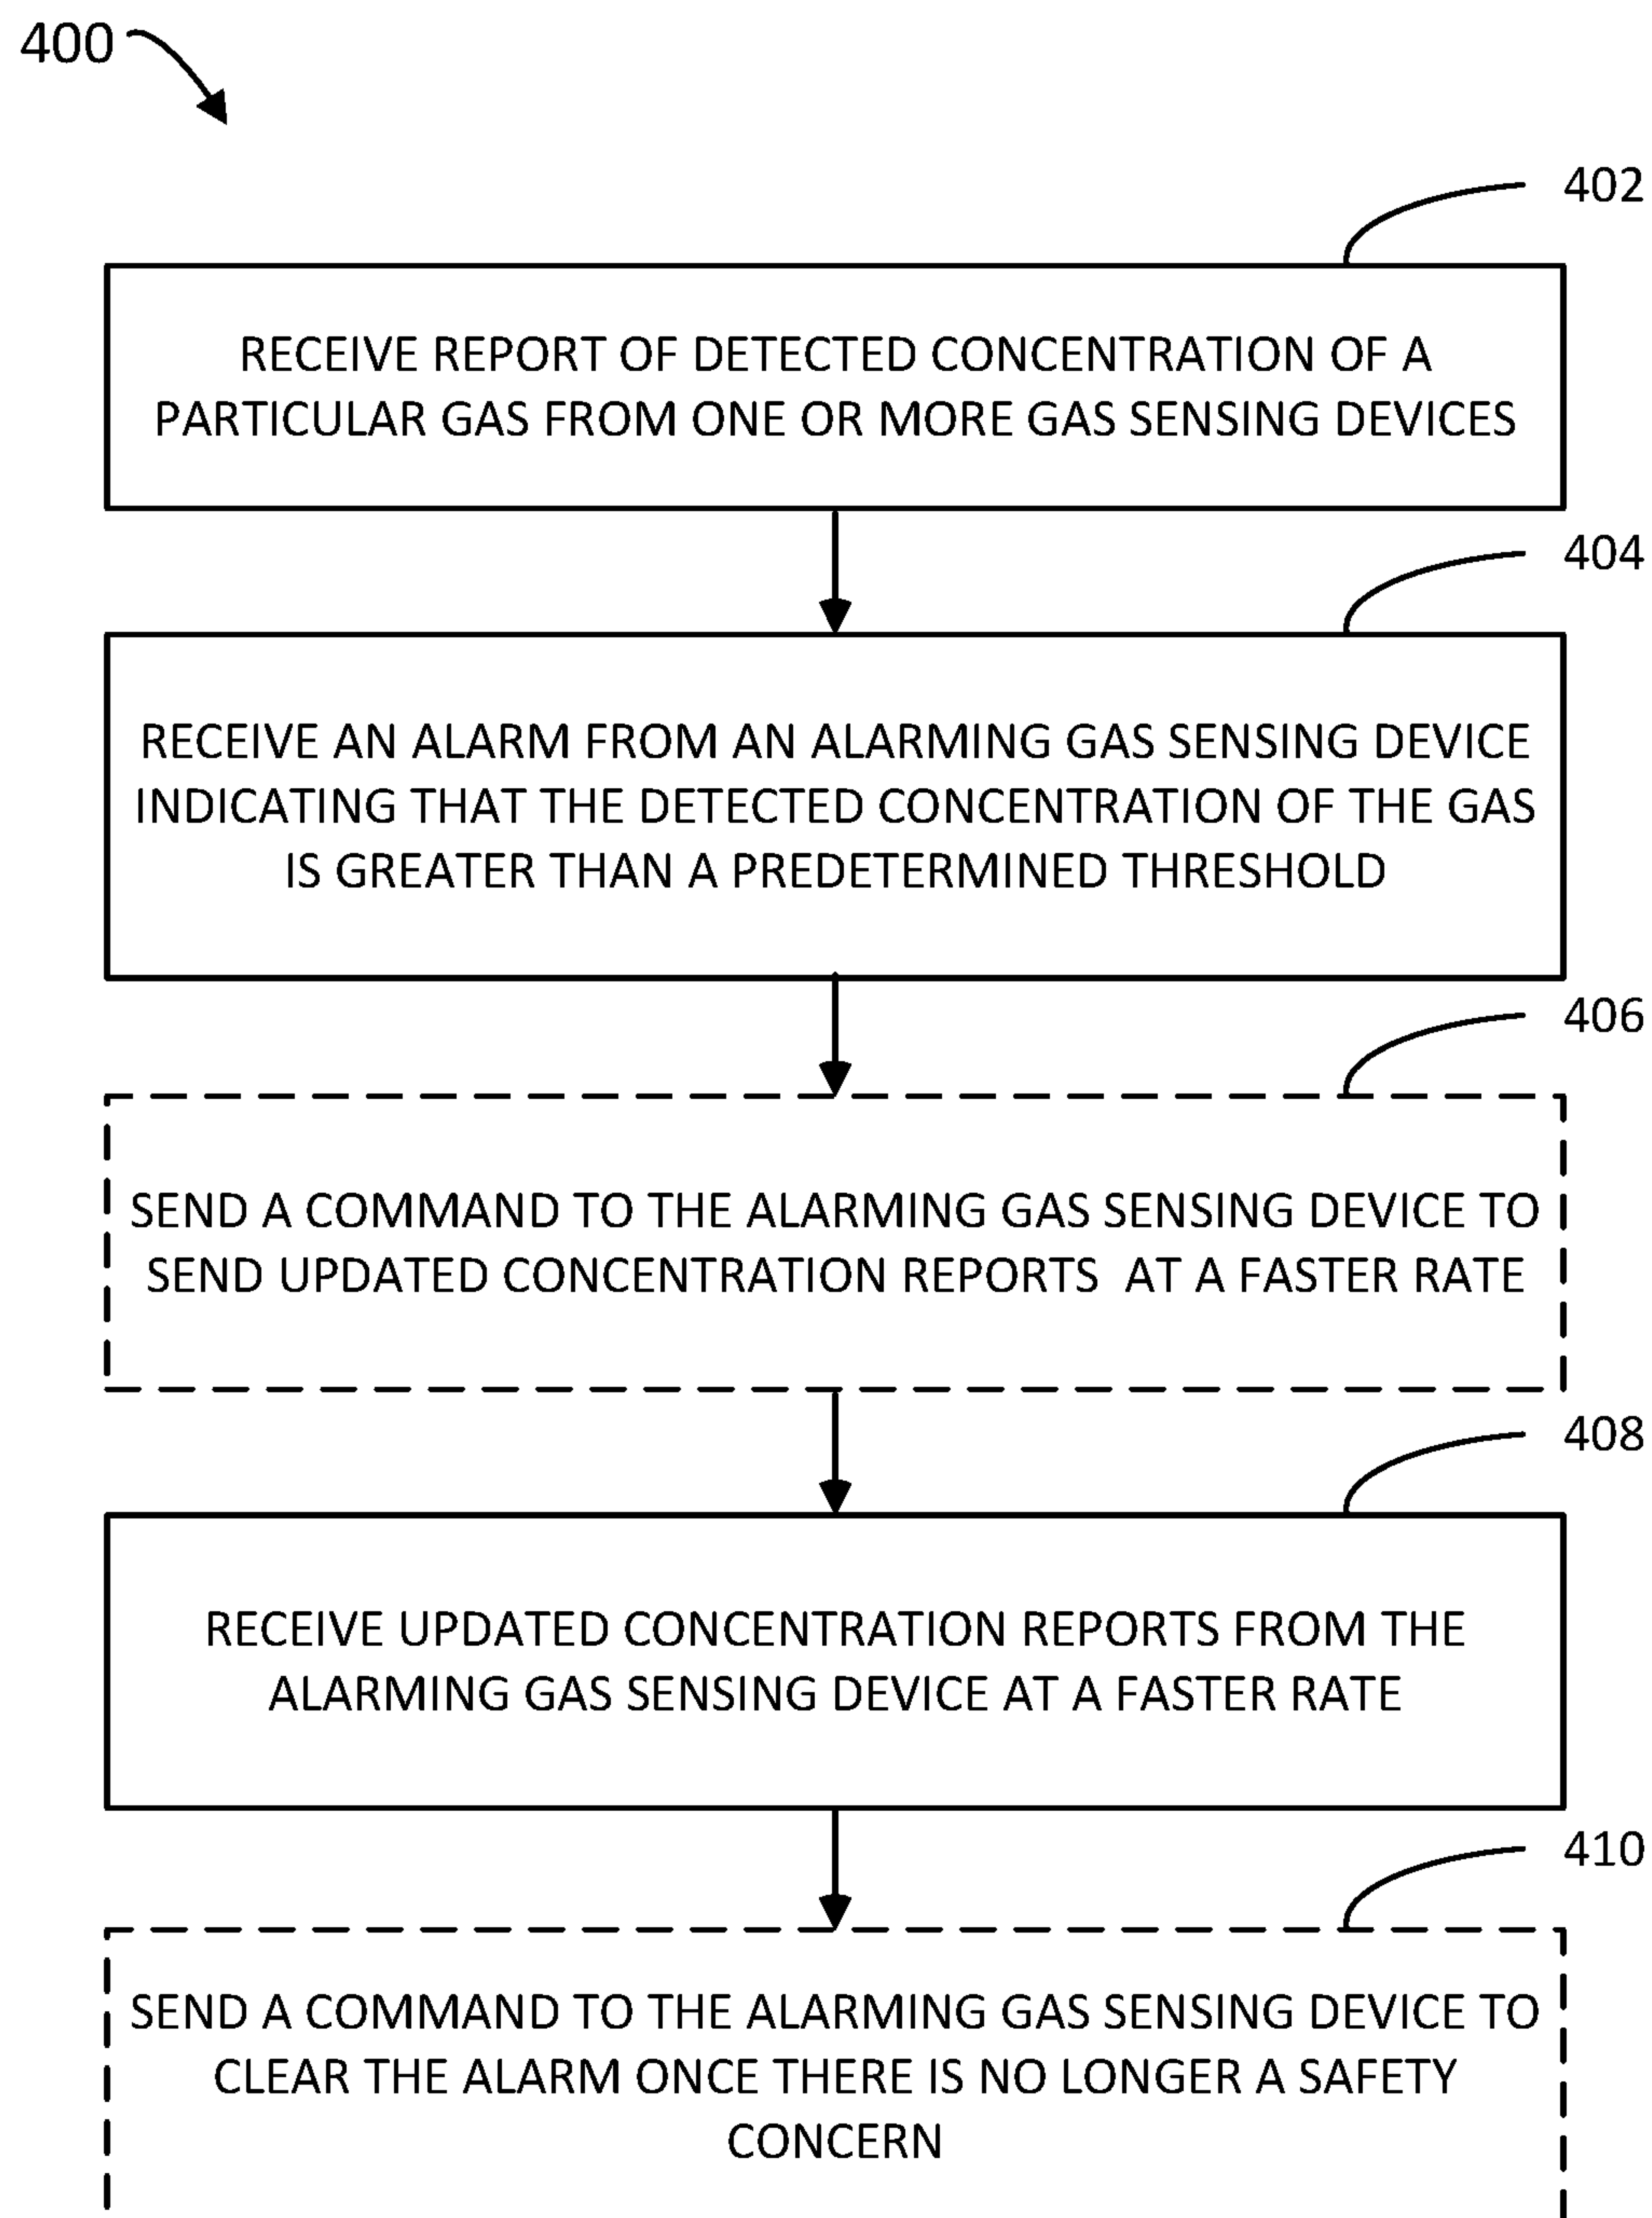 400
402
RECEIVE REPORT OF DETECTED CONCENTRATION OF A
PARTICULAR GAS FROM ONE OR MORE GAS SENSING DEVICES
404
RECEIVE AN ALARM FROM AN ALARMING GAS SENSING DEVICE
INDICATING THAT THE DETECTED CONCENTRATION OF THE GAS
IS GREATER THAN A PREDETERMINED THRESHOLD
406
SEND A COMMAND TO THE ALARMING GAS SENSING DEVICE TO
SEND UPDATED CONCENTRATION REPORTS AT A FASTER RATE
408
RECEIVE UPDATED CONCENTRATION REPORTS FROM THE
ALARMING GAS SENSING DEVICE AT A FASTER RATE
410
SEND A COMMAND TO THE ALARMING GAS SENSING DEVICE TO
CLEAR THE ALARM ONCE THERE IS NO LONGER A SAFETY
CONCERN